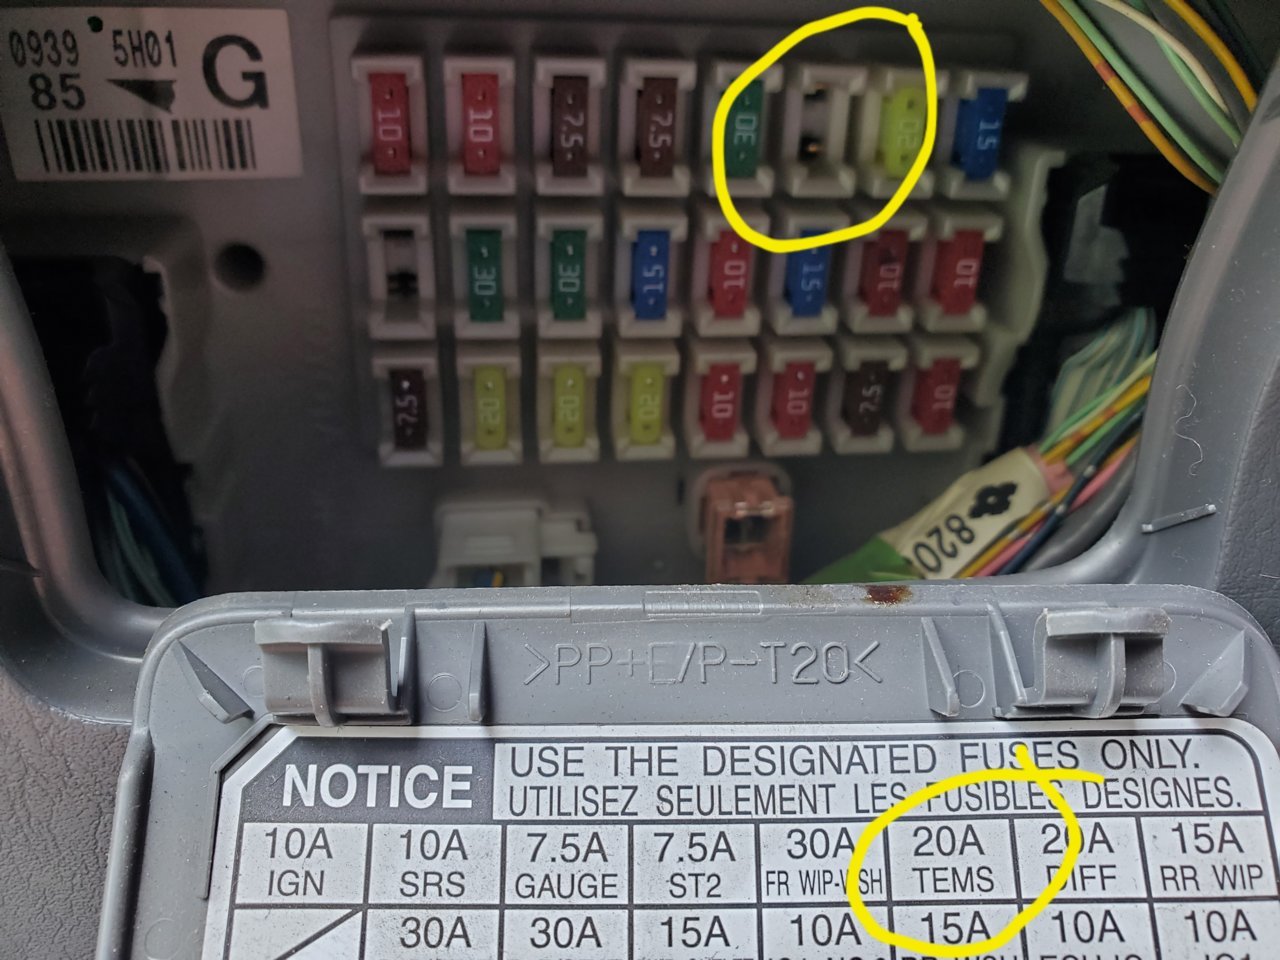 0939 5H01 G
85
10 10 7.5 7.5 30 20 15
30 30 15 10 15 10 10
7.5 20 20 20 10 10 7.5 10
820
>PP+E/P-T20<
NOTICE
USE THE DESIGNATED FUSES ONLY.
UTILISEZ SEULEMENT LES FUSIBLES DESIGNES.
10A 10A 7.5A 7.5A 30A 20A 20A 15A
IGN SRS GAUGE ST2 FR WIP-WSH TEMS DIFF RR WIP
30A 30A 15A 10A 15A 10A 10A